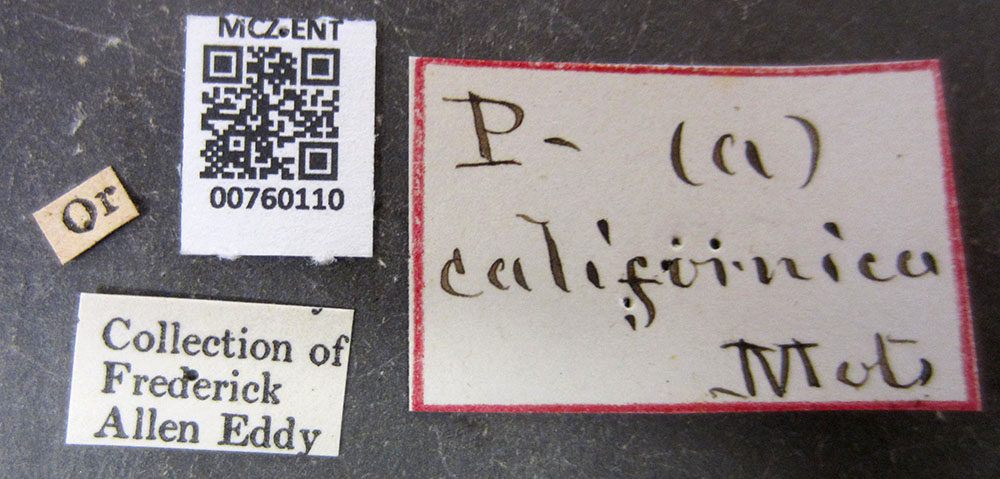 MCZ-ENT
00760110
Or
Collection of
Frederick
Allen Eddy
P- (a)
californica
Mots